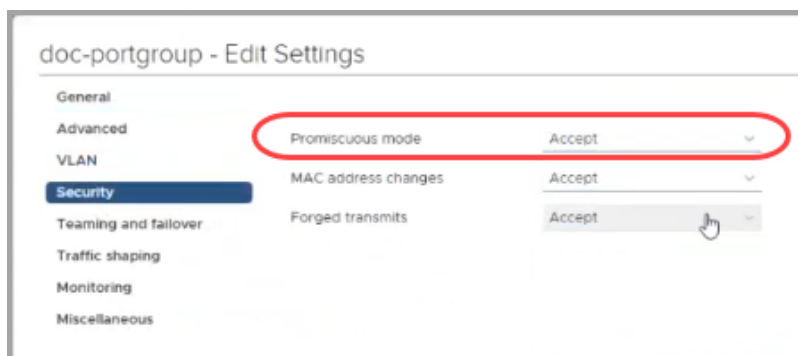 doc-portgroup - Edit Settings
General
Advanced
VLAN
Security
Teaming and failover
Traffic shaping
Monitoring
Miscellaneous
Promiscuous mode Accept
MAC address changes Accept
Forged transmits Accept